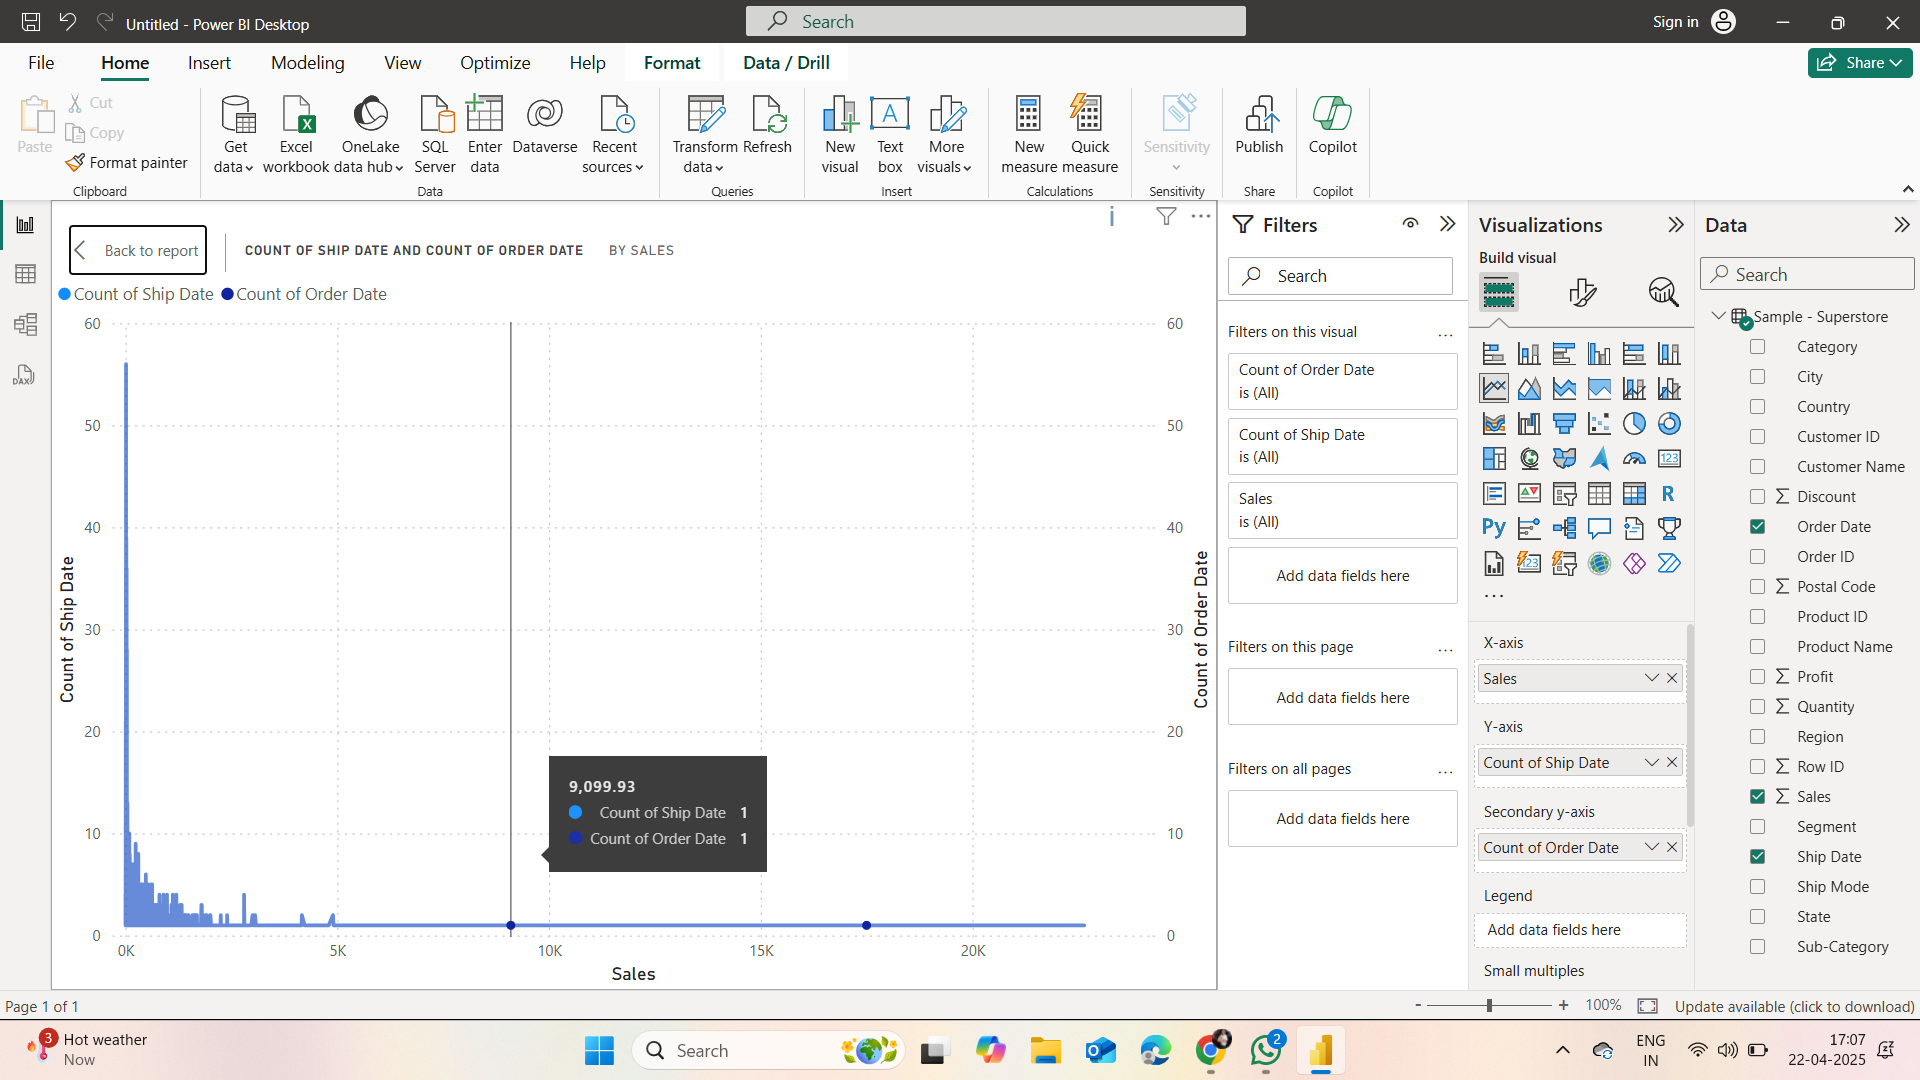 Untitled - Power BI Desktop
Search
Sign in
File
Home
Insert
Modeling
View
Optimize
Help
Format
Data / Drill
Share
Paste
Cut
Copy
Format painter
Clipboard
Get data
Excel workbook
OneLake data hub
SQL Server
Enter data
Dataverse
Recent sources
Data
Transform data
Refresh
Queries
New visual
Text box
More visuals
Insert
New measure
Quick measure
Calculations
Sensitivity
Sensitivity
Publish
Share
Copilot
Copilot
Back to report
COUNT OF SHIP DATE AND COUNT OF ORDER DATE BY SALES
Count of Ship Date
Count of Order Date
60
50
40
30
20
10
0
Count of Ship Date
60
50
40
30
20
10
0
Count of Order Date
0K
5K
10K
15K
20K
Sales
9,099.93
Count of Ship Date 1
Count of Order Date 1
Filters
Search
Filters on this visual ...
Count of Order Date
is (All)
Count of Ship Date
is (All)
Sales
is (All)
Add data fields here
Filters on this page ...
Add data fields here
Filters on all pages ...
Add data fields here
Visualizations
Build visual
123
R
Py
123
...
X-axis
Sales
Y-axis
Count of Ship Date
Secondary y-axis
Count of Order Date
Legend
Add data fields here
Small multiples
Data
Search
Sample - Superstore
Category
City
Country
Customer ID
Customer Name
Discount
Order Date
Order ID
Postal Code
Product ID
Product Name
Profit
Quantity
Region
Row ID
Sales
Segment
Ship Date
Ship Mode
State
Sub-Category
DAX
Page 1 of 1
- + 100%
Update available (click to download)
3
Hot weather
Now
Search
2
ENG
IN
17:07
22-04-2025